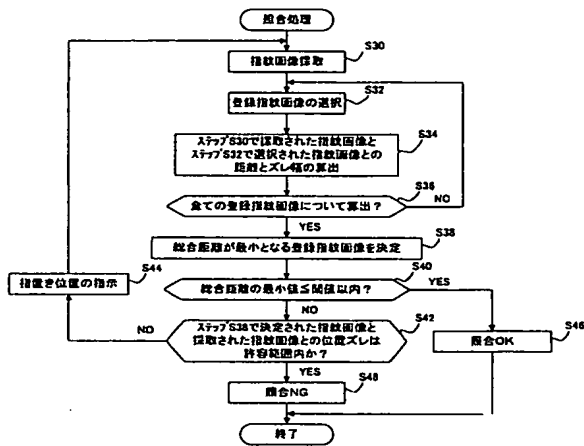 照合処理
S30
指紋画像採取
S32
登録指紋画像の選択
S34
ステップS30で採取された指紋画像と
ステップS32で選択された指紋画像との
距離とズレ幅の算出
S36
全ての登録指紋画像について算出？
NO
YES
S38
総合距離が最小となる登録指紋画像を決定
S44
指置き位置の指示
S40
総合距離の最小値≦閾値以内？
YES
NO
S42
NO
ステップS38で決定された指紋画像と
採取された指紋画像との位置ズレは
許容範囲内か？
S46
照合OK
YES
S48
照合NG
終了